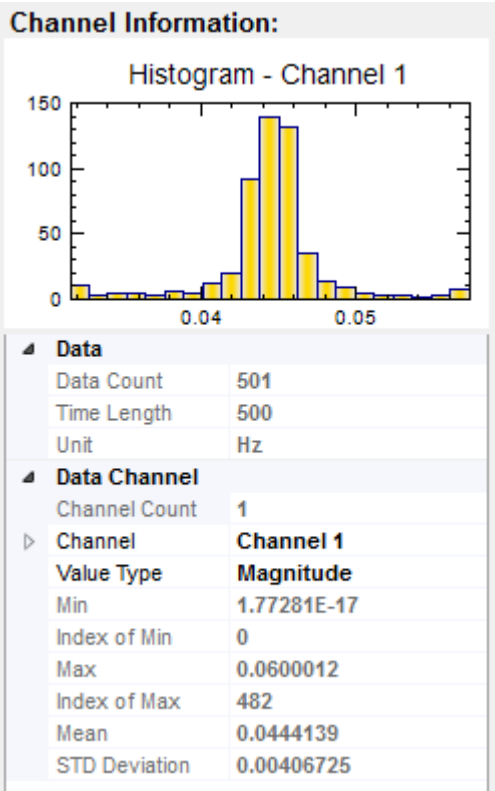 Channel Information:
Histogram - Channel 1
150
100
50
0
0.04 0.05
Data
Data Count 501
Time Length 500
Unit Hz
Data Channel
Channel Count 1
Channel Channel 1
Value Type Magnitude
Min 1.77281E-17
Index of Min 0
Max 0.0600012
Index of Max 482
Mean 0.0444139
STD Deviation 0.00406725